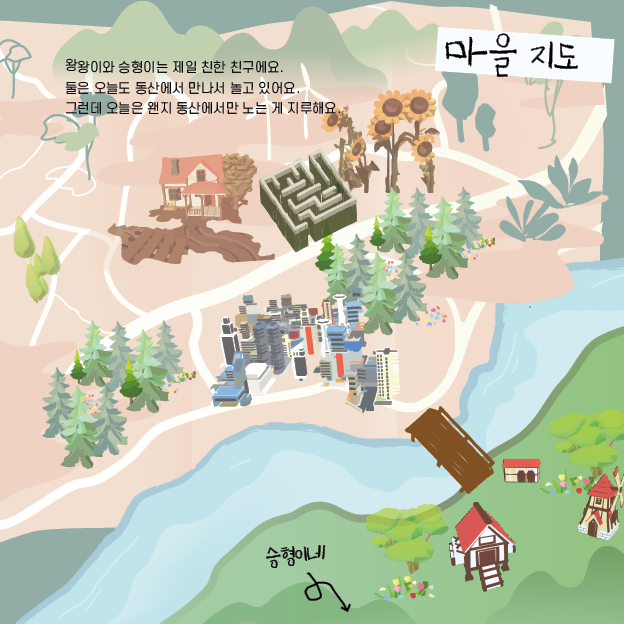 왕왕이와 승형이는 제일 친한 친구에요.
둘은 오늘도 동산에서 만나서 놀고 있어요.
그런데 오늘은 왠지 동산에서만 노는 게 지루해요.
마을 지도
승형이네